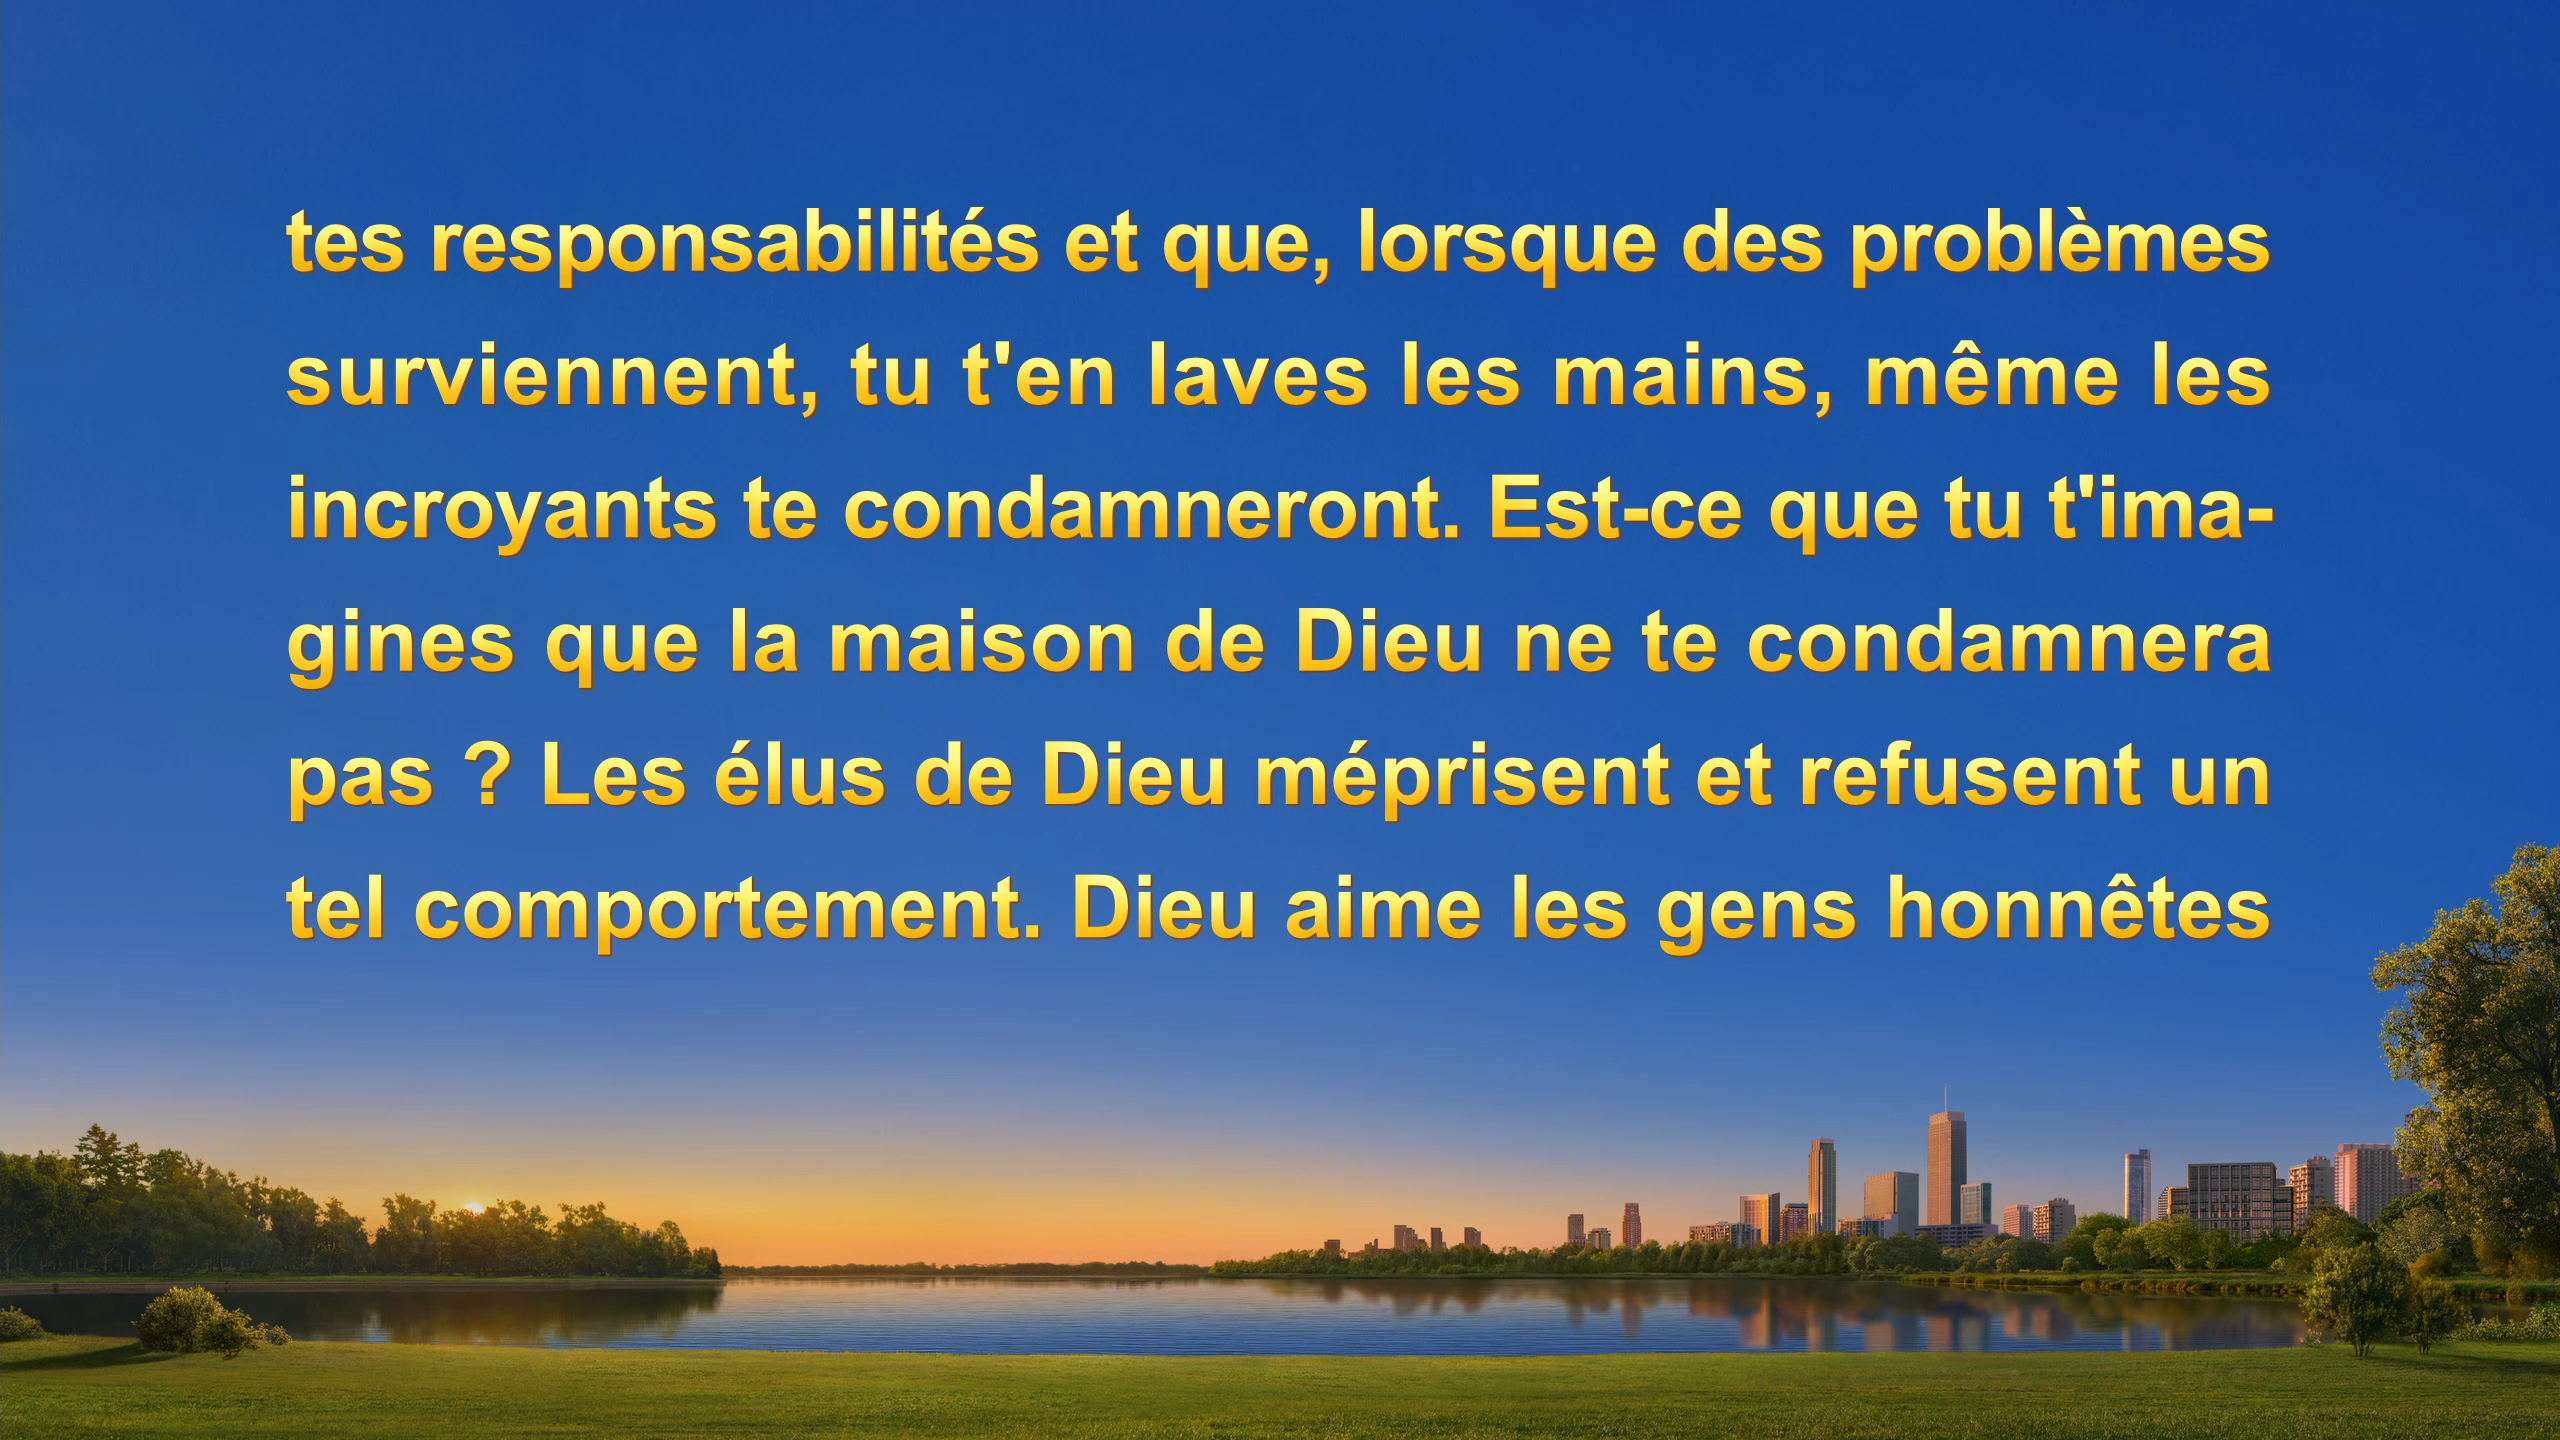 tes responsabilités et que, lorsque des problèmes
surviennent, tu t'en laves les mains, même les
incroyants te condamneront. Est-ce que tu t'ima-
gines que la maison de Dieu ne te condamnera
pas ? Les élus de Dieu méprisent et refusent un
tel comportement. Dieu aime les gens honnêtes